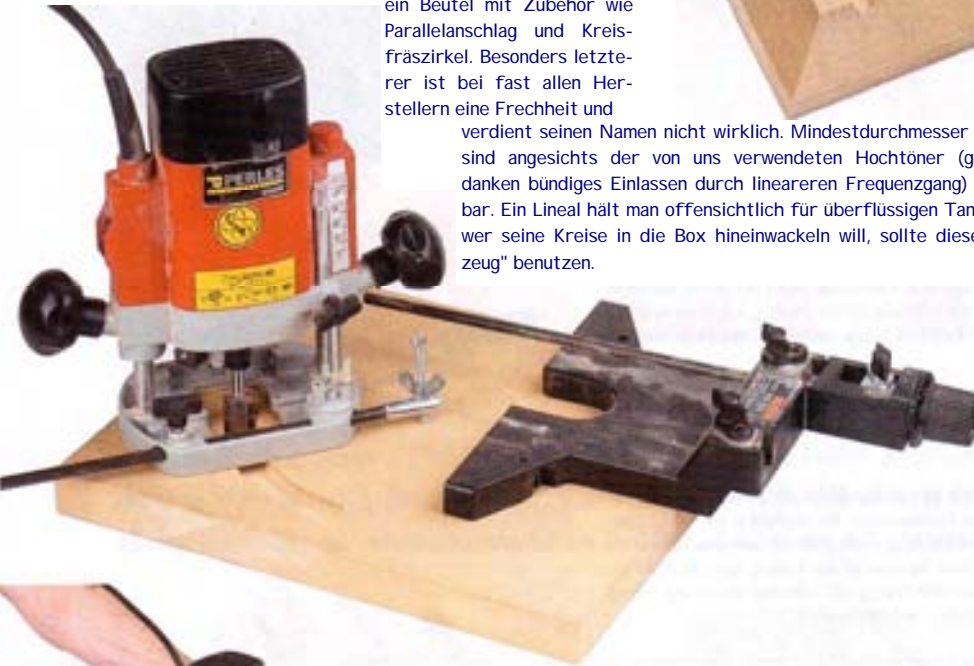 ein Beutel mit Zubehör wie
Parallelanschlag und Kreis-
fräszirkel. Besonders letzte-
rer ist bei fast allen Her-
stellern eine Frechheit und
verdient seinen Namen nicht wirklich. Mindestdurchmesser
sind angesichts der von uns verwendeten Hochtöner (g
danken bündiges Einlassen durch lineareren Frequenzgang)
bar. Ein Lineal hält man offensichtlich für überflüssigen Tan
wer seine Kreise in die Box hineinwackeln will, sollte diese
zeug" benutzen.
PERLES